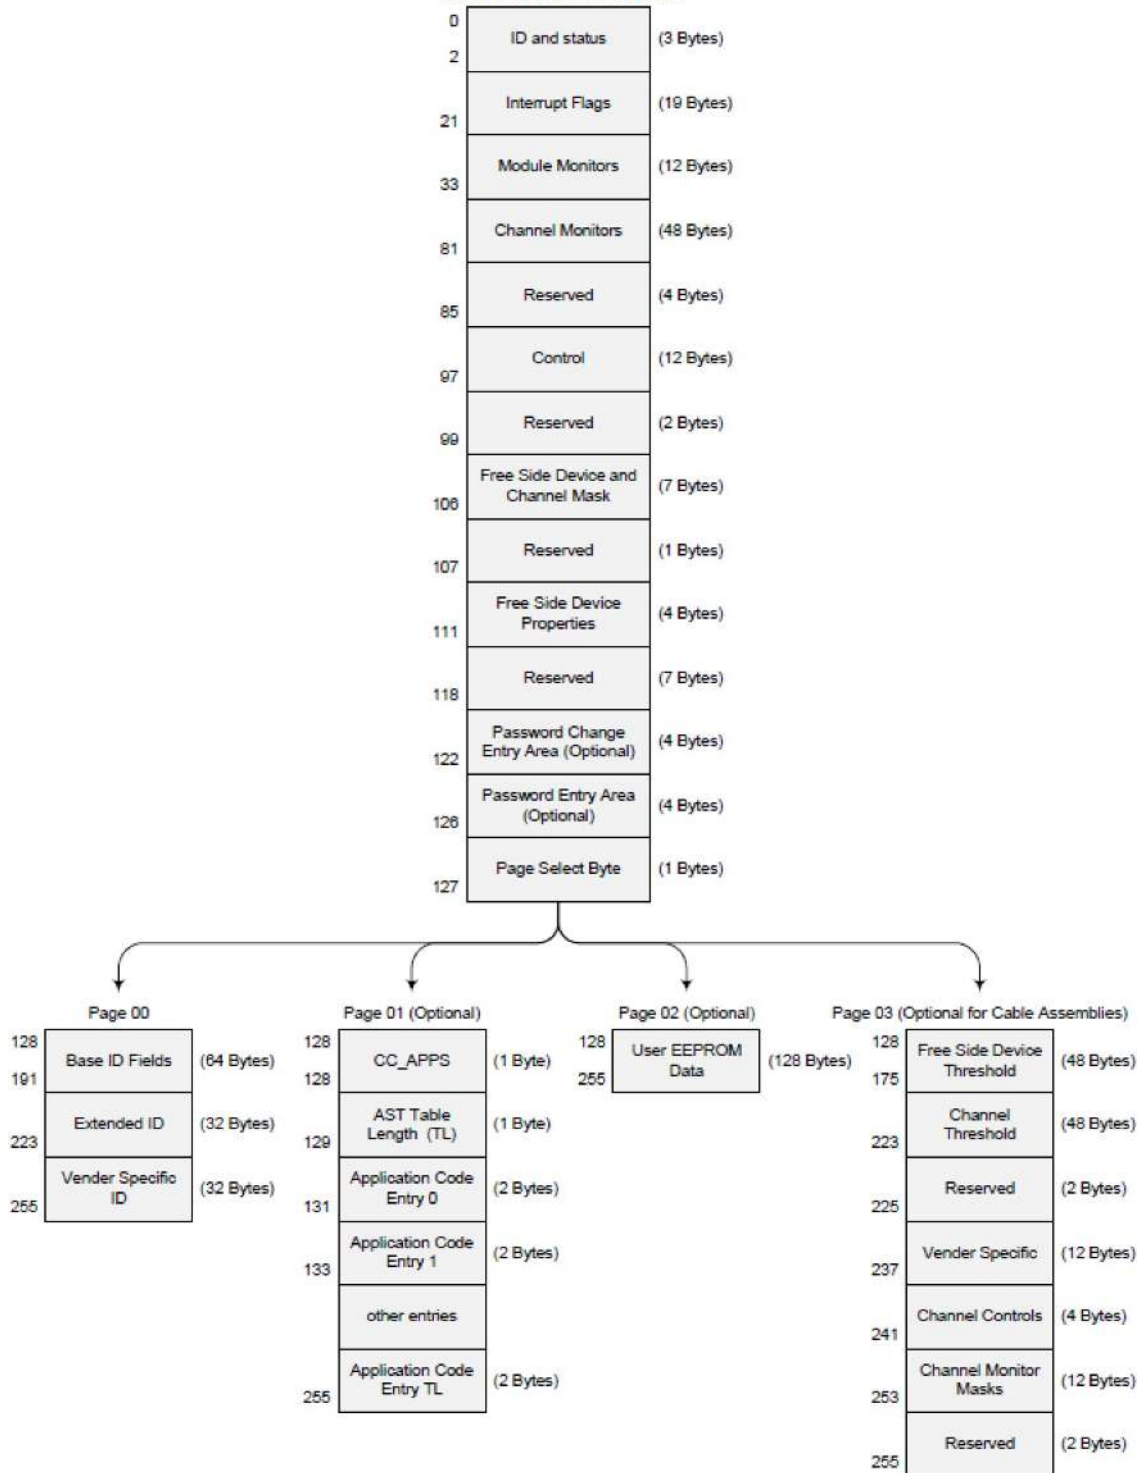 0
ID and status
(3 Bytes)
2
Interrupt Flags
(19 Bytes)
21
Module Monitors
(12 Bytes)
33
Channel Monitors
(48 Bytes)
81
Reserved
(4 Bytes)
85
Control
(12 Bytes)
97
Reserved
(2 Bytes)
99
Free Side Device and
Channel Mask
(7 Bytes)
106
Reserved
(1 Bytes)
107
Free Side Device
Properties
(4 Bytes)
111
Reserved
(7 Bytes)
118
Password Change
Entry Area (Optional)
(4 Bytes)
122
Password Entry Area
(Optional)
(4 Bytes)
126
Page Select Byte
(1 Bytes)
127
Page 00
128
Base ID Fields
(64 Bytes)
191
Extended ID
(32 Bytes)
223
Vender Specific
ID
(32 Bytes)
255
Page 01 (Optional)
128
CC_APPS
(1 Byte)
128
AST Table
Length (TL)
(1 Byte)
129
Application Code
Entry 0
(2 Bytes)
131
Application Code
Entry 1
(2 Bytes)
133
other entries
Application Code
Entry TL
(2 Bytes)
255
Page 02 (Optional)
128
User EEPROM
Data
(128 Bytes)
255
Page 03 (Optional for Cable Assemblies)
128
Free Side Device
Threshold
(48 Bytes)
175
Channel
Threshold
(48 Bytes)
223
Reserved
(2 Bytes)
225
Vender Specific
(12 Bytes)
237
Channel Controls
(4 Bytes)
241
Channel Monitor
Masks
(12 Bytes)
253
Reserved
(2 Bytes)
255